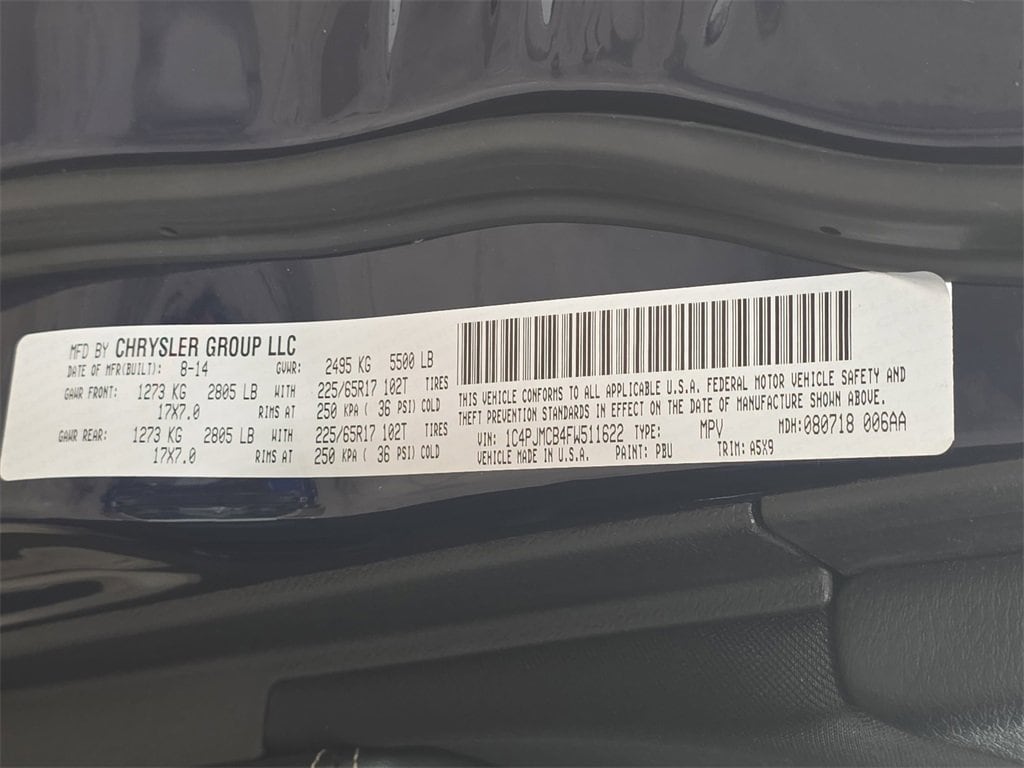 MFD BY CHRYSLER GROUP LLC
DATE OF MFR(BUILT): 8-14 GVWR: 2495 KG 5500 LB
GAWR FRONT: 1273 KG 2805 LB WITH 225/65R17 102T TIRES
17X7.0 RIMS AT 250 KPA ( 36 PSI) COLD
GAWR REAR: 1273 KG 2805 LB WITH 225/65R17 102T TIRES
17X7.0 RIMS AT 250 KPA ( 36 PSI) COLD
THIS VEHICLE CONFORMS TO ALL APPLICABLE U.S.A. FEDERAL MOTOR VEHICLE SAFETY AND
THEFT PREVENTION STANDARDS IN EFFECT ON THE DATE OF MANUFACTURE SHOWN ABOVE.
VIN: 1C4PJMCB4FW511622 TYPE: MPV MDH:080718 006AA
VEHICLE MADE IN U.S.A. PAINT: PBU TRIM: A5X9